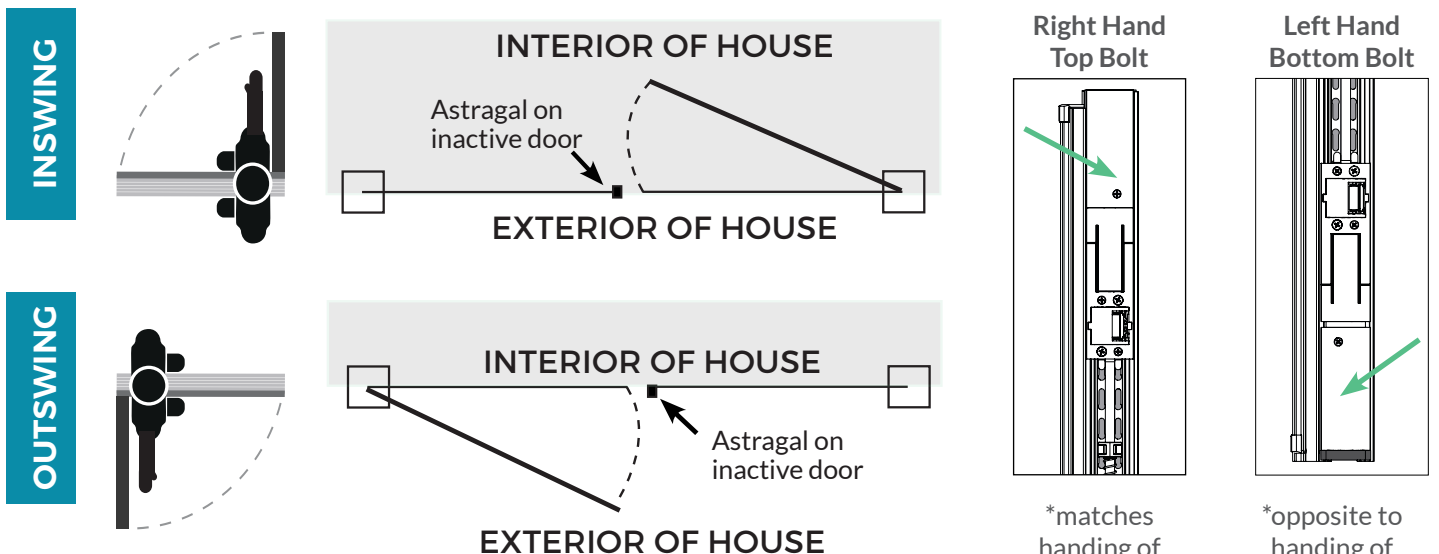 INSWING
INTERIOR OF HOUSE
Astragal on
inactive door
EXTERIOR OF HOUSE
OUTSWING
INTERIOR OF HOUSE
Astragal on
inactive door
EXTERIOR OF HOUSE
Right Hand
Top Bolt
*matches
handing of
Left Hand
Bottom Bolt
*opposite to
handing of